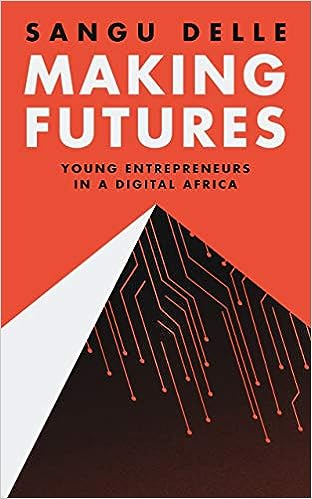 SANGU DELLE
MAKING
FUTURES
YOUNG ENTREPRENEURS
IN A DIGITAL AFRICA